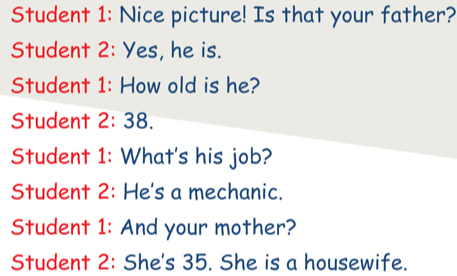 Student 1: Nice picture! Is that your father?
Student 2: Yes, he is.
Student 1: How old is he?
Student 2: 38.
Student 1: What's his job?
Student 2: He's a mechanic.
Student 1: And your mother?
Student 2: She's 35. She is a housewife.